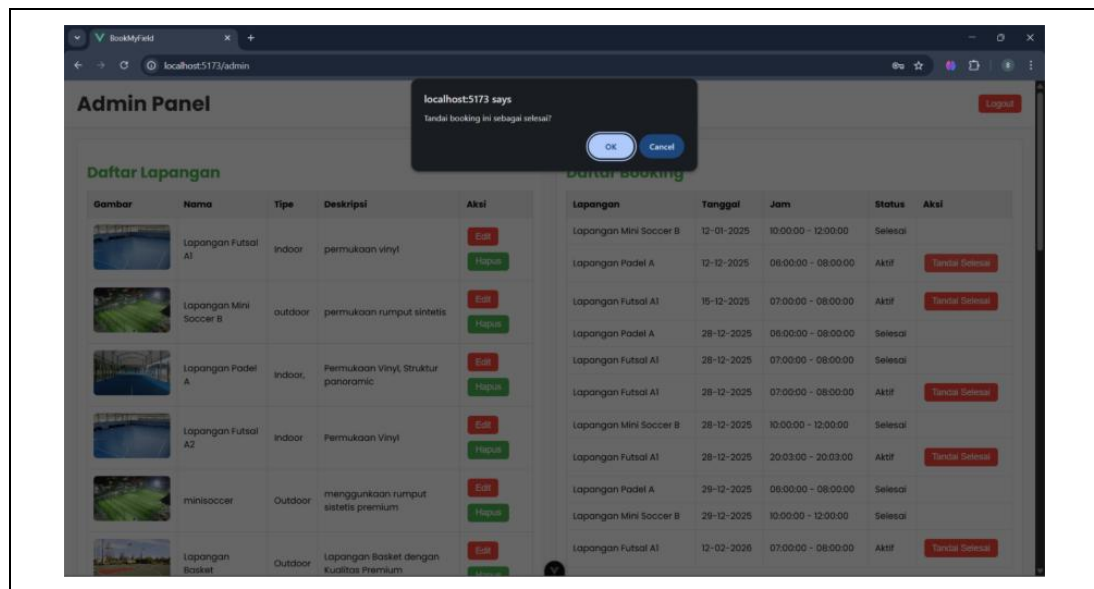 BookMyField
localhost:5173/admin
Admin Panel
Logout
localhost:5173 says
Tandai booking ini sebagai selesai?
OK Cancel
Daftar Lapangan
Gambar Nama Tipe Deskripsi Aksi
Lapangan Futsal A1 Indoor permukaan vinyl Edit Hapus
Lapangan Mini Soccer B outdoor permukaan rumput sintetis Edit Hapus
Lapangan Padel A Indoor, Permukaan Vinyl, Struktur panoramic Edit Hapus
Lapangan Futsal A2 Indoor Permukaan Vinyl Edit Hapus
minisoccer Outdoor menggunkaan rumput sistetis premium Edit Hapus
Lapangan Basket Outdoor Lapangan Basket dengan Kualitas Premium Edit Hapus
Daftar Booking
Lapangan Tanggal Jam Status Aksi
Lapangan Mini Soccer B 12-01-2025 10:00:00 - 12:00:00 Selesai
Lapangan Padel A 12-12-2025 06:00:00 - 08:00:00 Aktif Tandai Selesai
Lapangan Futsal A1 15-12-2025 07:00:00 - 08:00:00 Aktif Tandai Selesai
Lapangan Padel A 28-12-2025 06:00:00 - 08:00:00 Selesai
Lapangan Futsal A1 28-12-2025 07:00:00 - 08:00:00 Selesai
Lapangan Futsal A1 28-12-2025 07:00:00 - 08:00:00 Aktif Tandai Selesai
Lapangan Mini Soccer B 28-12-2025 10:00:00 - 12:00:00 Selesai
Lapangan Futsal A1 28-12-2025 20:03:00 - 20:03:00 Aktif Tandai Selesai
Lapangan Padel A 29-12-2025 06:00:00 - 08:00:00 Selesai
Lapangan Mini Soccer B 29-12-2025 10:00:00 - 12:00:00 Selesai
Lapangan Futsal A1 12-02-2026 07:00:00 - 08:00:00 Aktif Tandai Selesai